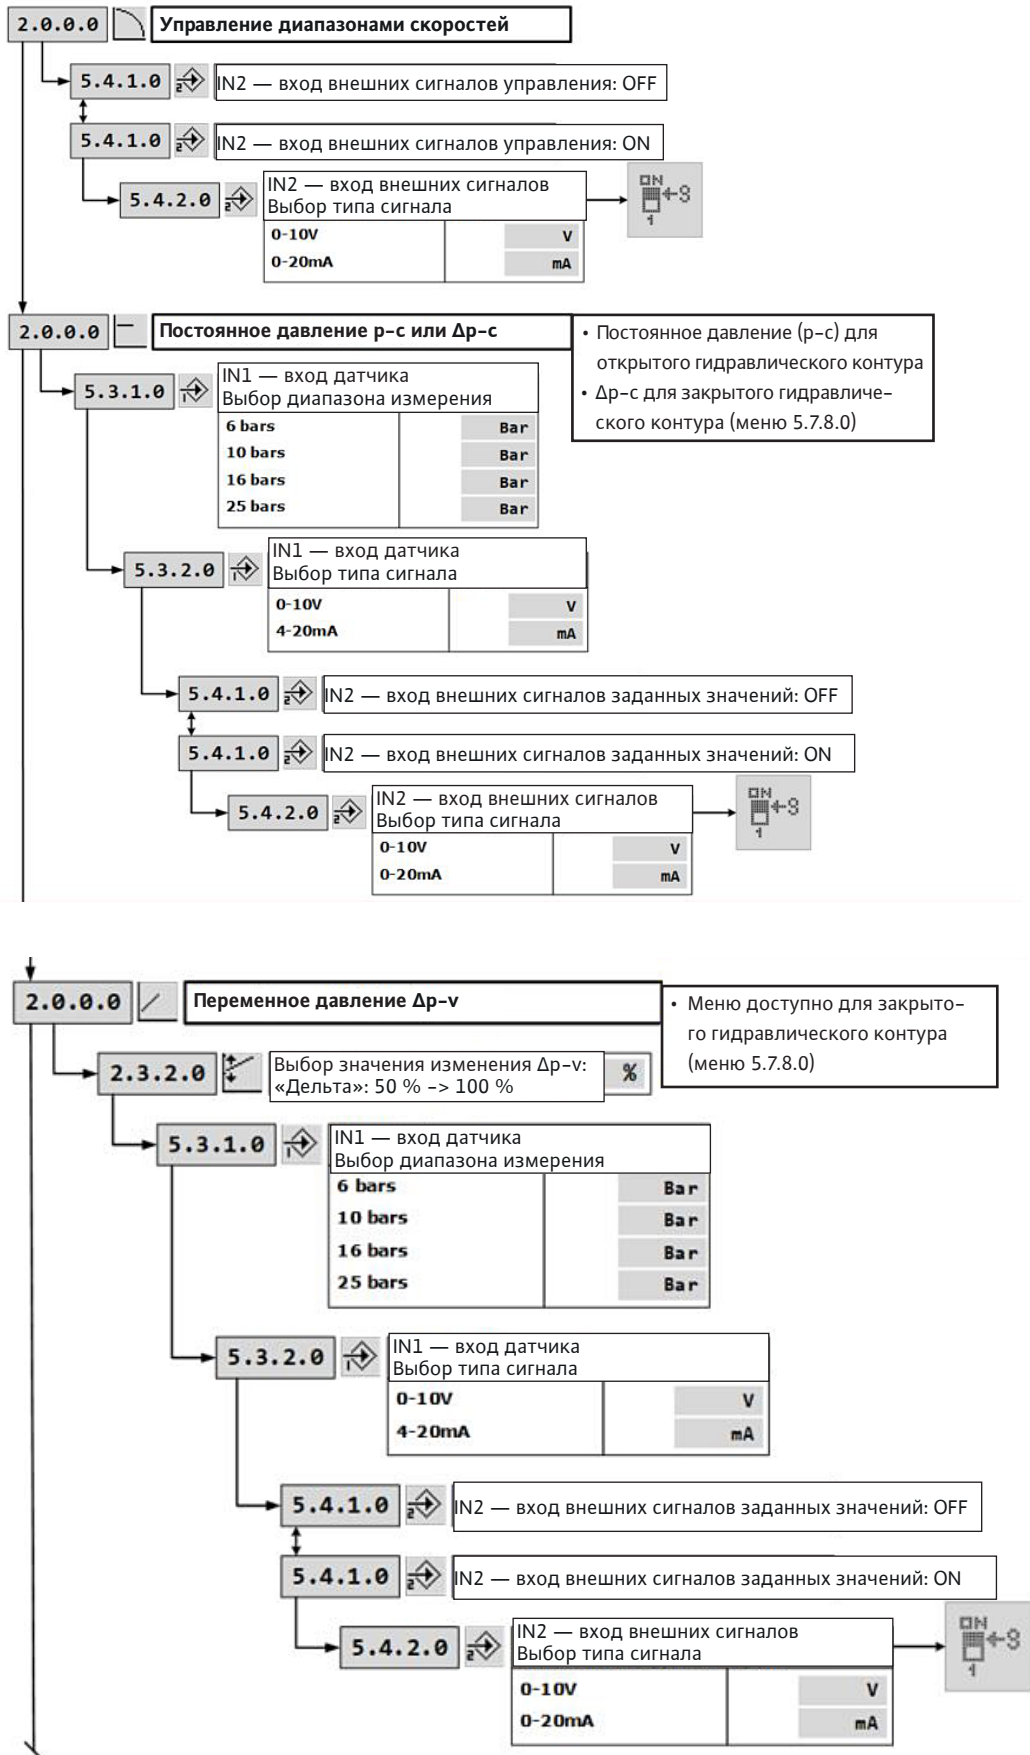 2.0.0.0 Управление диапазонами скоростей
5.4.1.0 2 IN2 — вход внешних сигналов управления: OFF
5.4.1.0 2 IN2 — вход внешних сигналов управления: ON
5.4.2.0 2 IN2 — вход внешних сигналов
Выбор типа сигнала
ON
1
0-10V V
0-20mA mA
2.0.0.0 Постоянное давление p-c или Δp-c
• Постоянное давление (p-c) для
открытого гидравлического контура
• Δp-c для закрытого гидравличе-
ского контура (меню 5.7.8.0)
5.3.1.0 1 IN1 — вход датчика
Выбор диапазона измерения
6 bars Bar
10 bars Bar
16 bars Bar
25 bars Bar
5.3.2.0 1 IN1 — вход датчика
Выбор типа сигнала
0-10V V
4-20mA mA
5.4.1.0 2 IN2 — вход внешних сигналов заданных значений: OFF
5.4.1.0 2 IN2 — вход внешних сигналов заданных значений: ON
5.4.2.0 2 IN2 — вход внешних сигналов
Выбор типа сигнала
ON
1
0-10V V
0-20mA mA
2.0.0.0 Переменное давление Δp-v
• Меню доступно для закрыто-
го гидравлического контура
(меню 5.7.8.0)
2.3.2.0 Выбор значения изменения Δp-v:
«Дельта»: 50 % -> 100 % %
5.3.1.0 1 IN1 — вход датчика
Выбор диапазона измерения
6 bars Bar
10 bars Bar
16 bars Bar
25 bars Bar
5.3.2.0 1 IN1 — вход датчика
Выбор типа сигнала
0-10V V
4-20mA mA
5.4.1.0 2 IN2 — вход внешних сигналов заданных значений: OFF
5.4.1.0 2 IN2 — вход внешних сигналов заданных значений: ON
5.4.2.0 2 IN2 — вход внешних сигналов
Выбор типа сигнала
ON
1
0-10V V
0-20mA mA